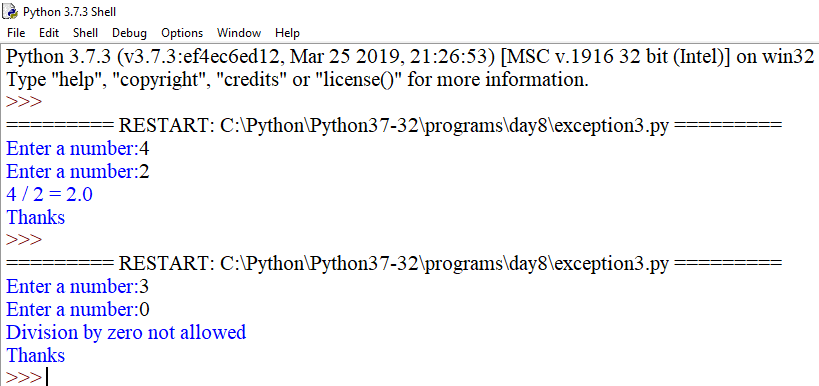 Python 3.7.3 Shell
File Edit Shell Debug Options Window Help
Python 3.7.3 (v3.7.3:ef4ec6ed12, Mar 25 2019, 21:26:53) [MSC v.1916 32 bit (Intel)] on win32
Type "help", "copyright", "credits" or "license()" for more information.
>>>
========= RESTART: C:\Python\Python37-32\programs\day8\exception3.py =========
Enter a number:4
Enter a number:2
4 / 2 = 2.0
Thanks
>>>
========= RESTART: C:\Python\Python37-32\programs\day8\exception3.py =========
Enter a number:3
Enter a number:0
Division by zero not allowed
Thanks
>>>